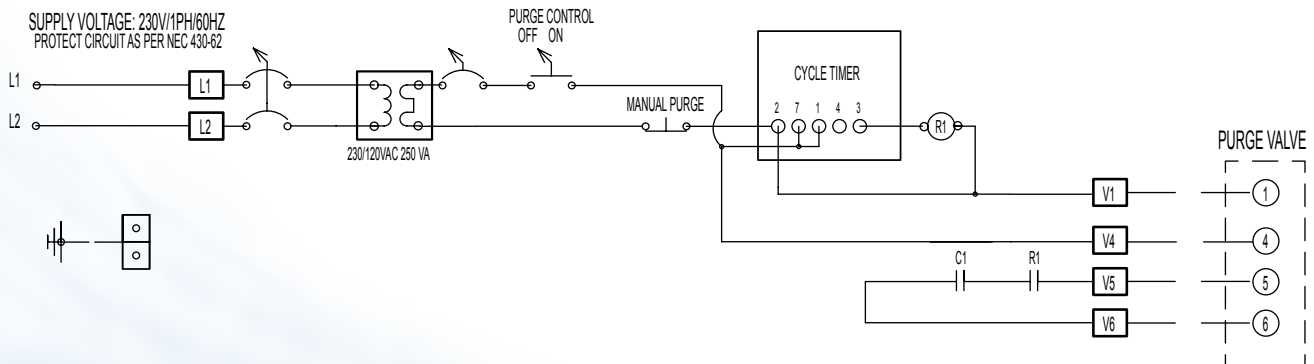 SUPPLY VOLTAGE: 230V/1PH/60HZ
PROTECT CIRCUIT AS PER NEC 430-62
PURGE CONTROL
OFF ON
L1
L1
L2
L2
230/120VAC 250 VA
MANUAL PURGE
CYCLE TIMER
2 7 1 4 3
R1
PURGE VALVE
V1
1
V4
4
C1
R1
V5
5
V6
6